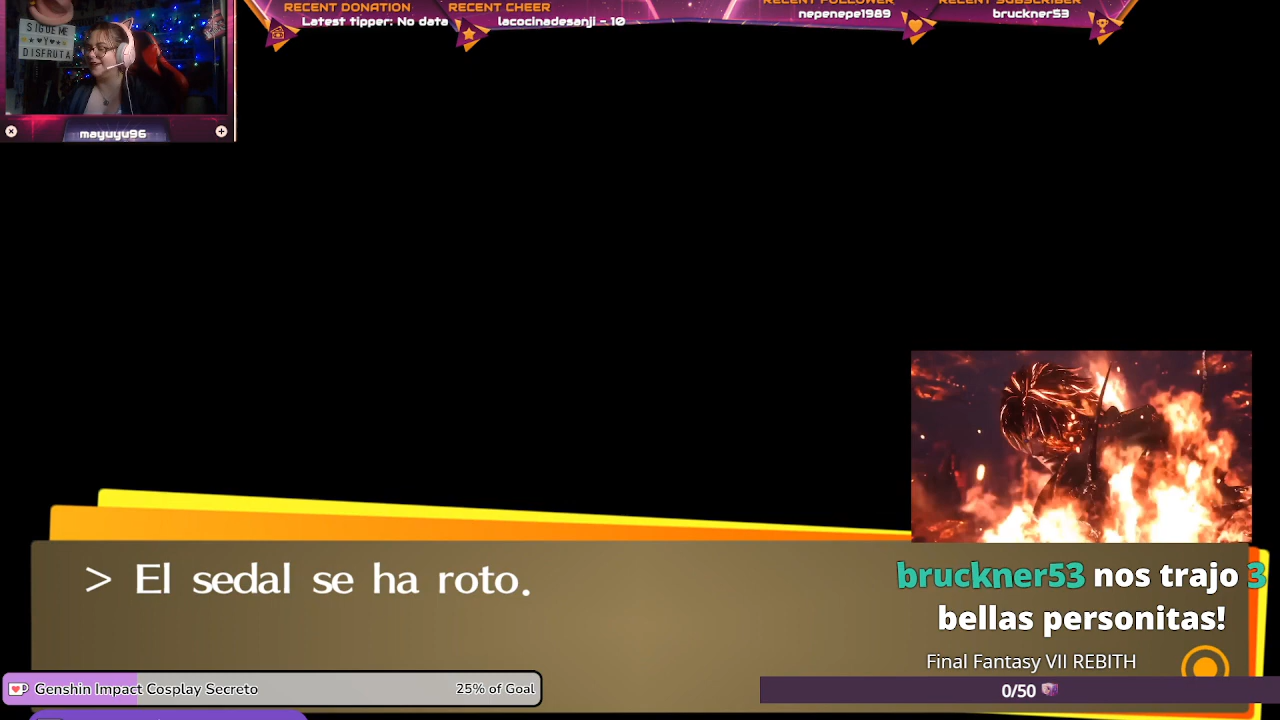 SIGUEME
Y
DISFRUTA
mayuyu96
RECENT DONATION
Latest tipper: No data
RECENT CHEER
lacocinadesanji - 10
RECENT FOLLOWER
nepenepe1989
RECENT SUBSCRIBER
bruckner53
> El sedal se ha roto.
bruckner53 nos trajo 3
bellas personitas!
Final Fantasy VII REBITH
Genshin Impact Cosplay Secreto
25% of Goal
0/50